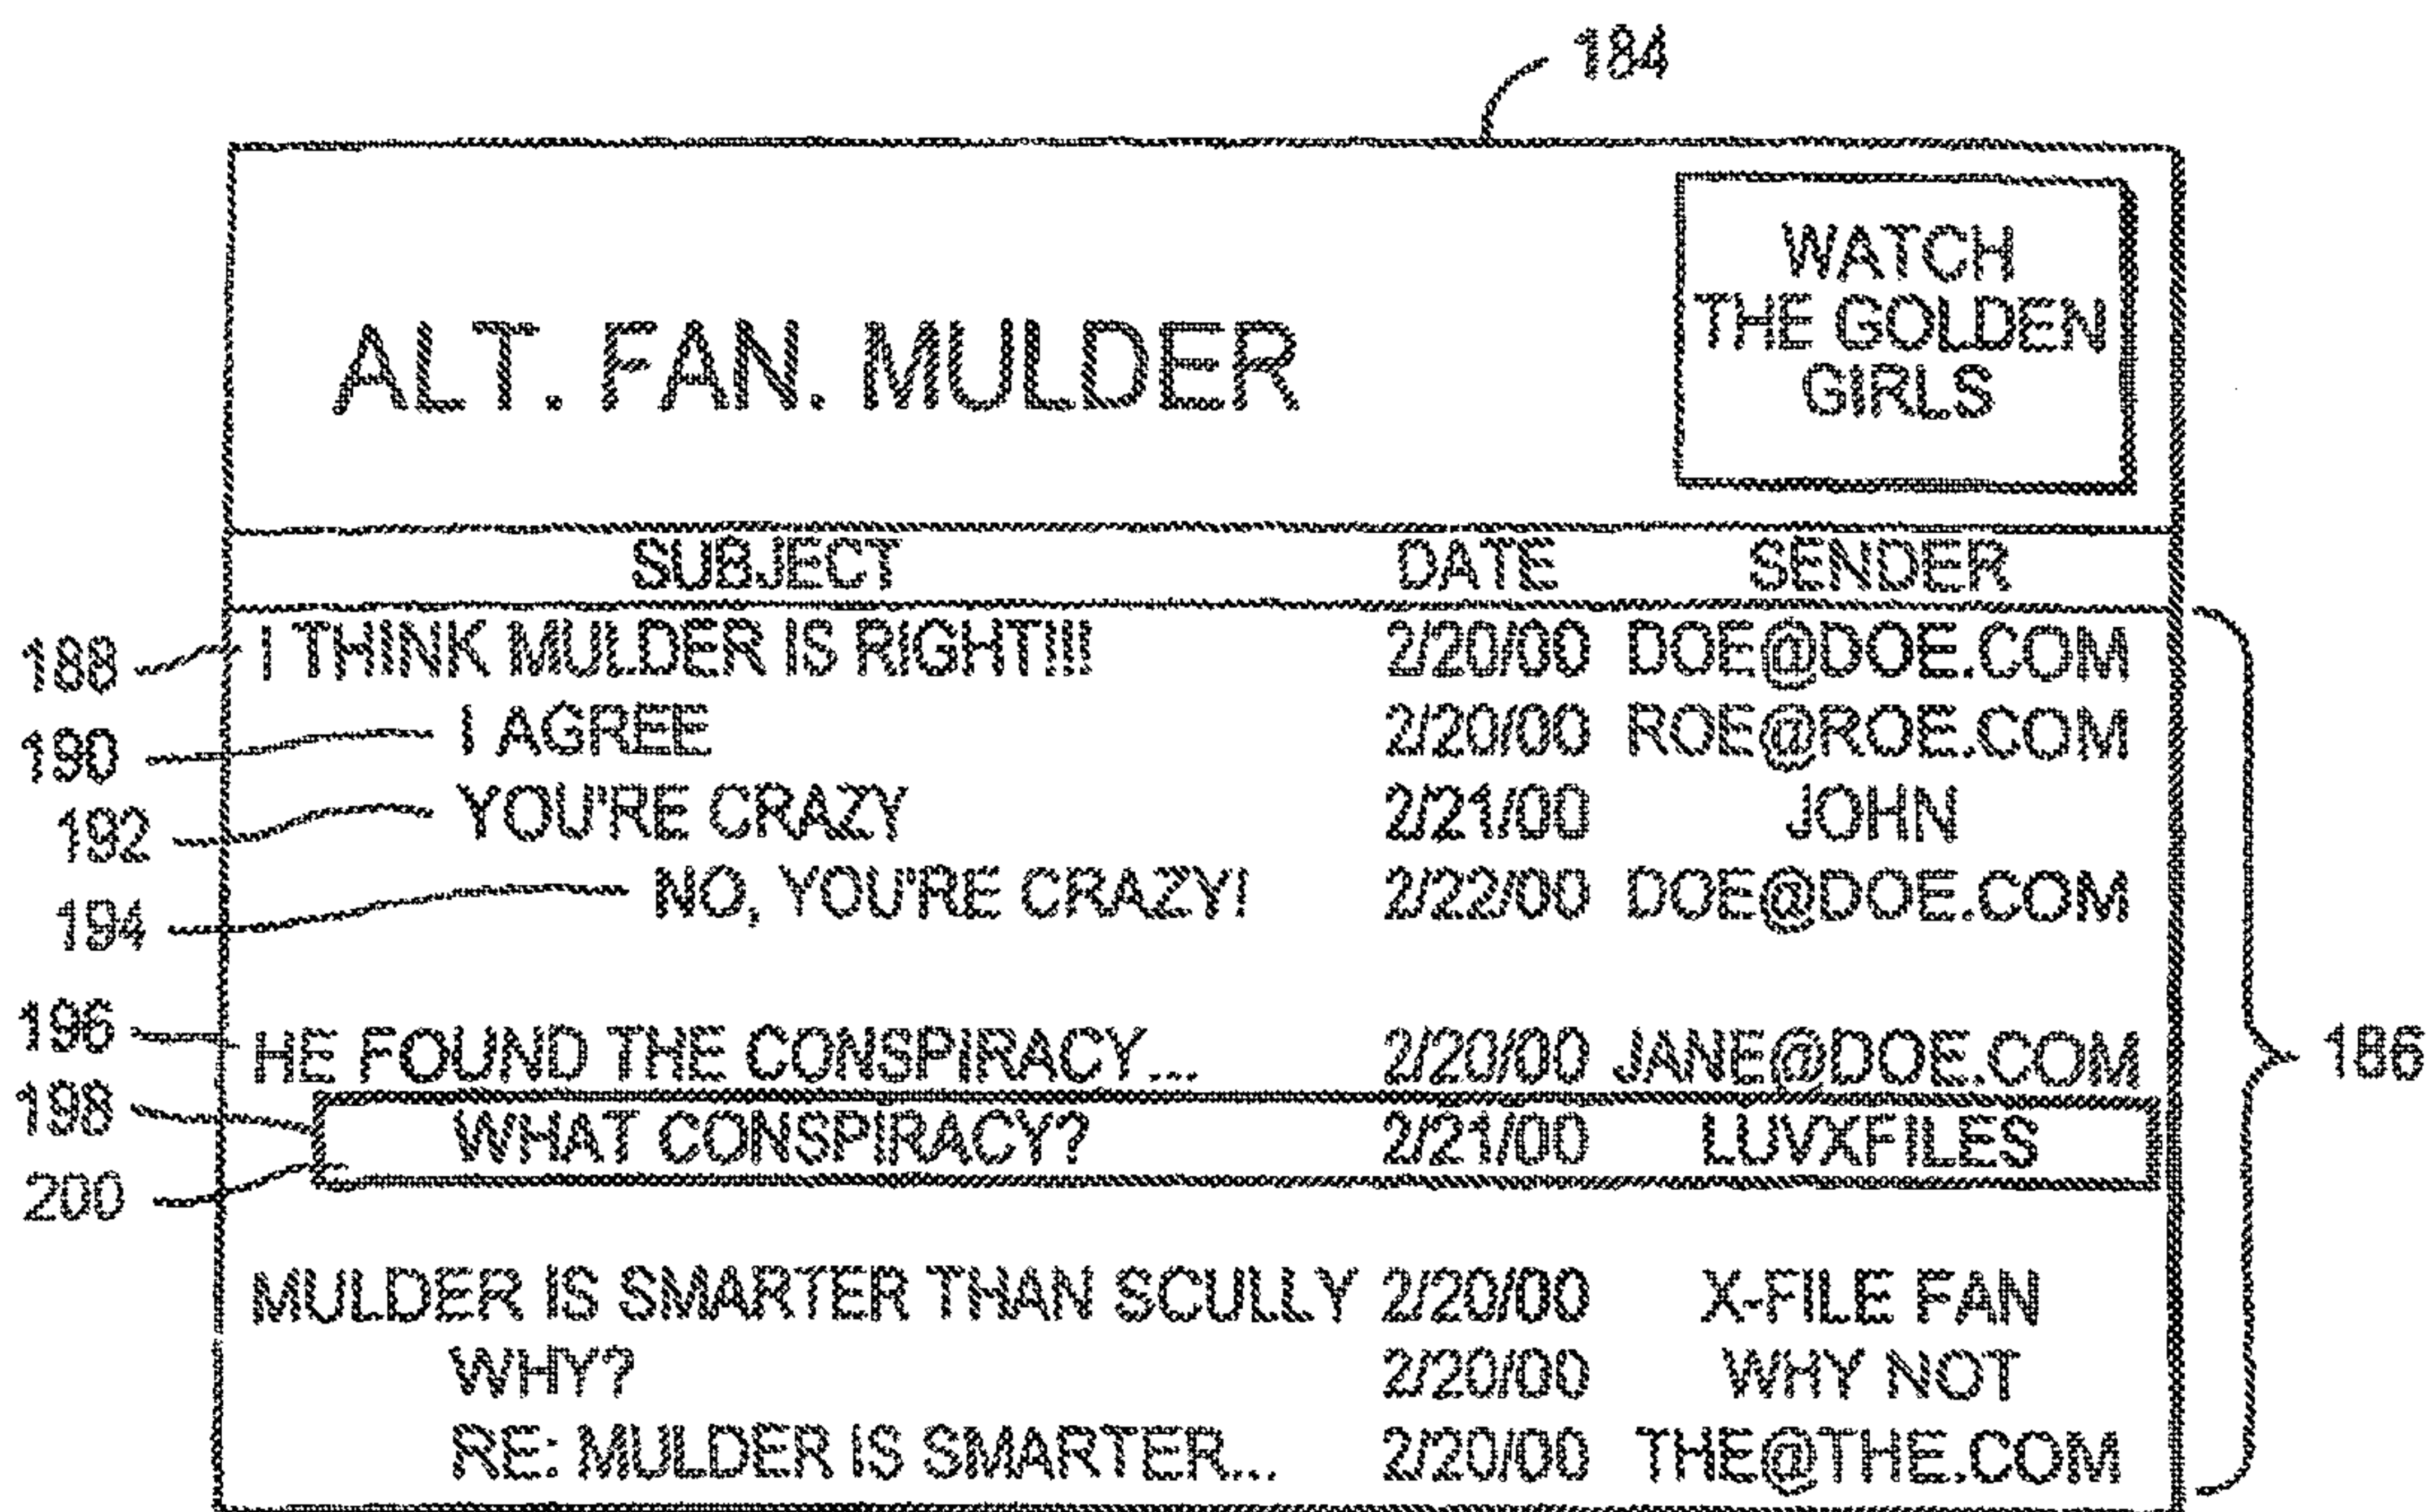 184
WATCH
THE GOLDEN
GIRLS
ALT. FAN. MULDER
SUBJECT DATE SENDER
188 I THINK MULDER IS RIGHT!!! 2/20/00 DOE@DOE.COM
190 I AGREE 2/20/00 ROE@ROE.COM
192 YOU'RE CRAZY 2/21/00 JOHN
194 NO, YOU'RE CRAZY! 2/22/00 DOE@DOE.COM
196 HE FOUND THE CONSPIRACY... 2/20/00 JANE@DOE.COM
186
198 WHAT CONSPIRACY? 2/21/00 LUVXFILES
200
MULDER IS SMARTER THAN SCULLY 2/20/00 X-FILE FAN
WHY? 2/20/00 WHY NOT
RE: MULDER IS SMARTER... 2/20/00 THE@THE.COM